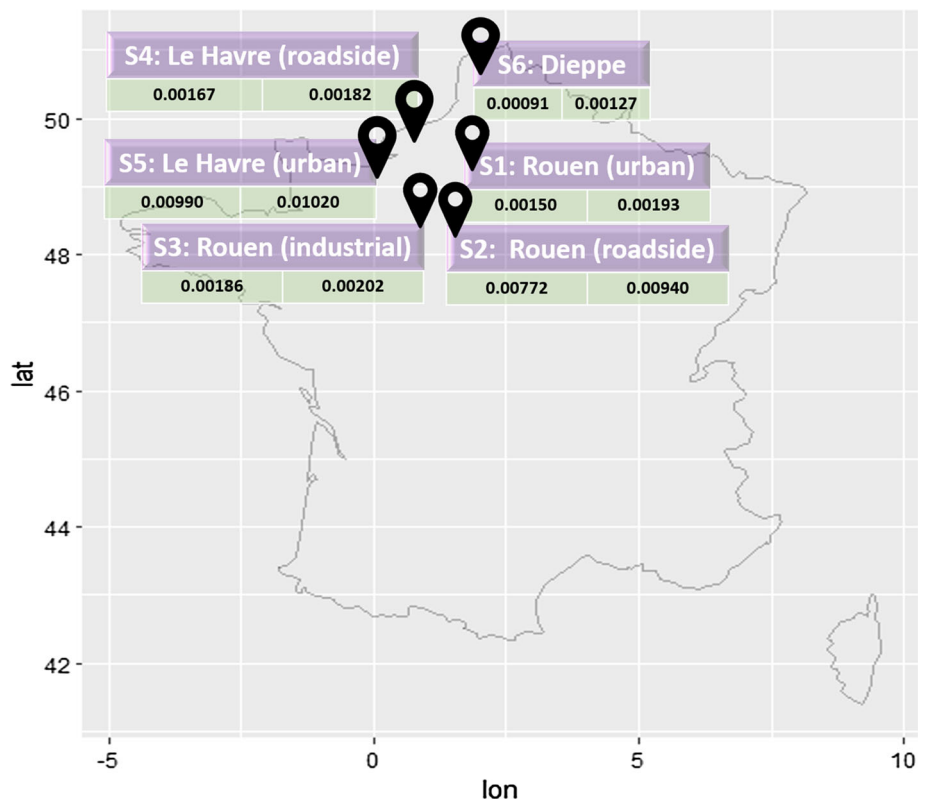 S4: Le Havre (roadside)
0.00167 0.00182
S6: Dieppe
0.00091 0.00127
S5: Le Havre (urban)
0.00990 0.01020
S1: Rouen (urban)
0.00150 0.00193
S3: Rouen (industrial)
0.00186 0.00202
S2: Rouen (roadside)
0.00772 0.00940
50
48
46
44
42
lat
-5 0 5 10
lon